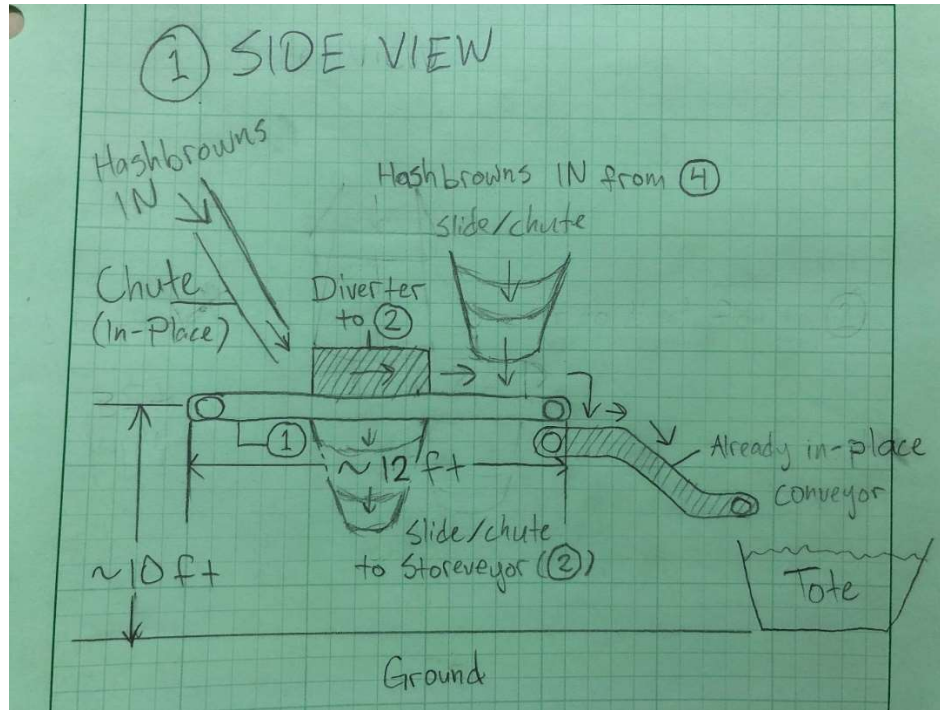 ① SIDE VIEW
Hashbrowns
IN
Hashbrowns IN from ④
slide/chute
Chute
(In-Place)
Diverter
to ②
①
~12 ft
Already in-place
conveyor
slide/chute
to Storeveyor (②)
~10 ft
Tote
Ground